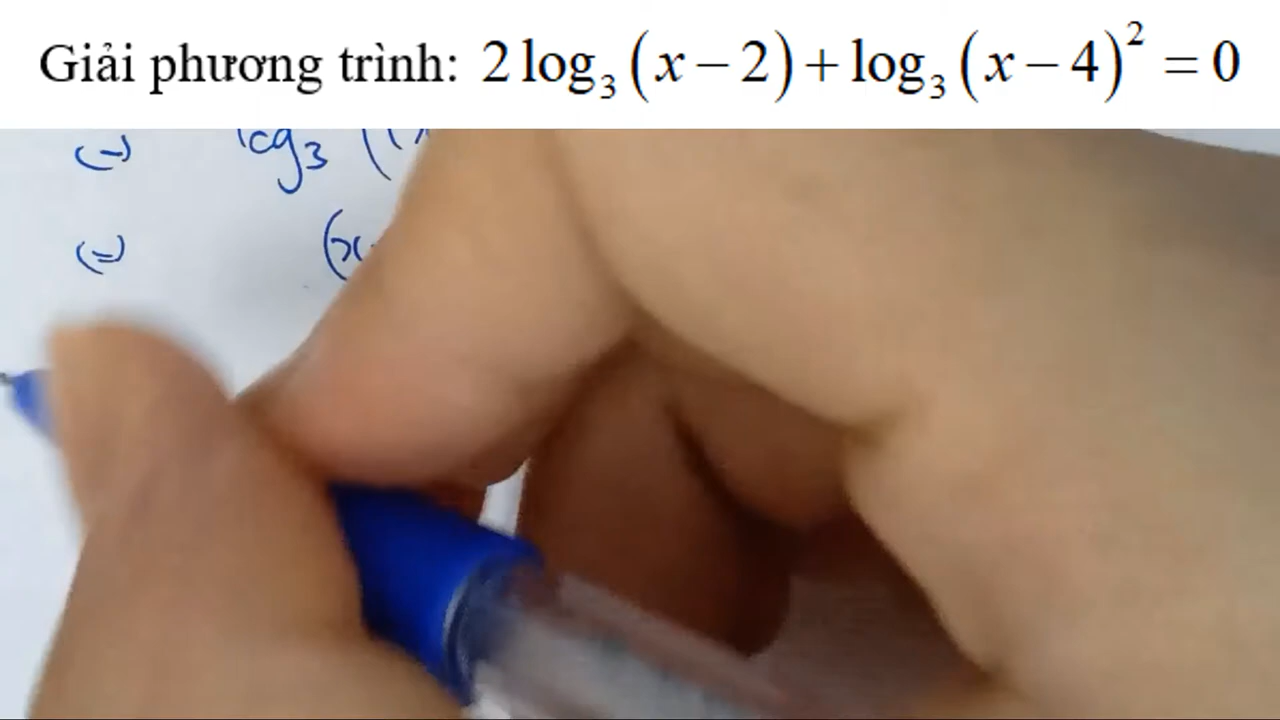 Giải phương trình: 2 log₃ (x − 2) + log₃ (x − 4)² = 0
(=) log₃ ((
(=) (x